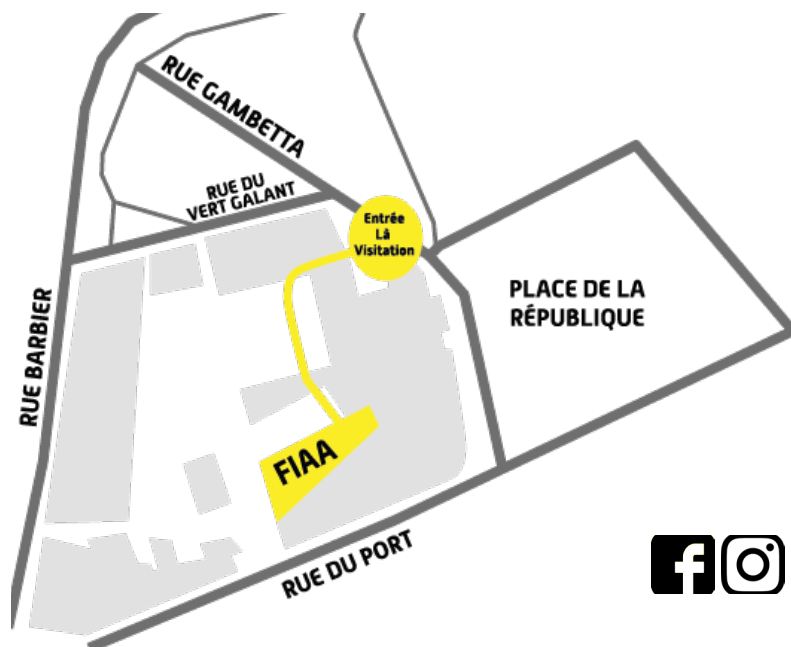 RUE GAMBETTA
RUE DU
VERT GALANT
Entrée
Là
Visitation
PLACE DE LA
RÉPUBLIQUE
RUE BARBIER
FIAA
RUE DU PORT